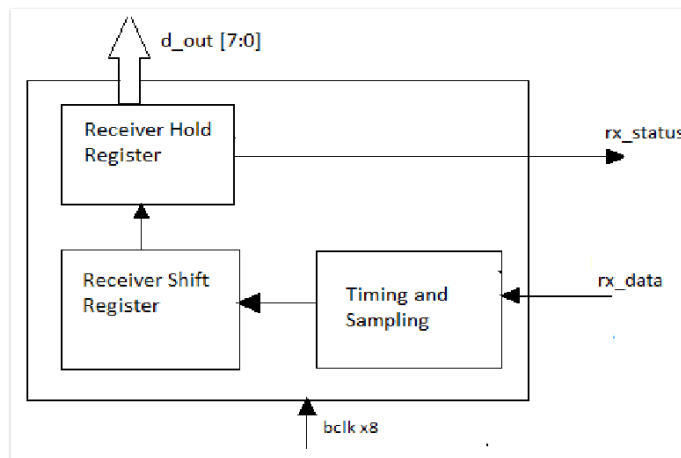 d_out [7:0]
Receiver Hold
Register
rx_status
Receiver Shift
Register
Timing and
Sampling
rx_data
bclk x8